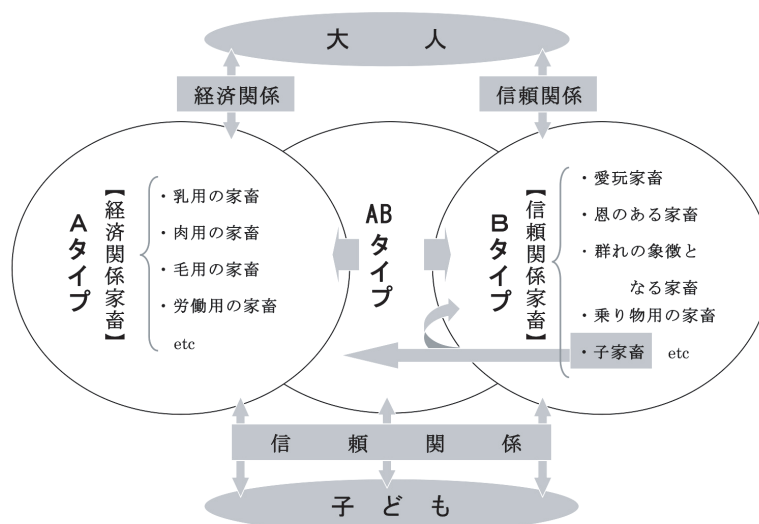 大人
経済関係
信頼関係
Aタイプ
【経済関係家畜】
・乳用の家畜
・肉用の家畜
・毛用の家畜
・労働用の家畜
etc
ABタイプ
Bタイプ
【信頼関係家畜】
・愛玩家畜
・恩のある家畜
・群れの象徴と
なる家畜
・乗り物用の家畜
・子家畜 etc
信頼関係
子ども